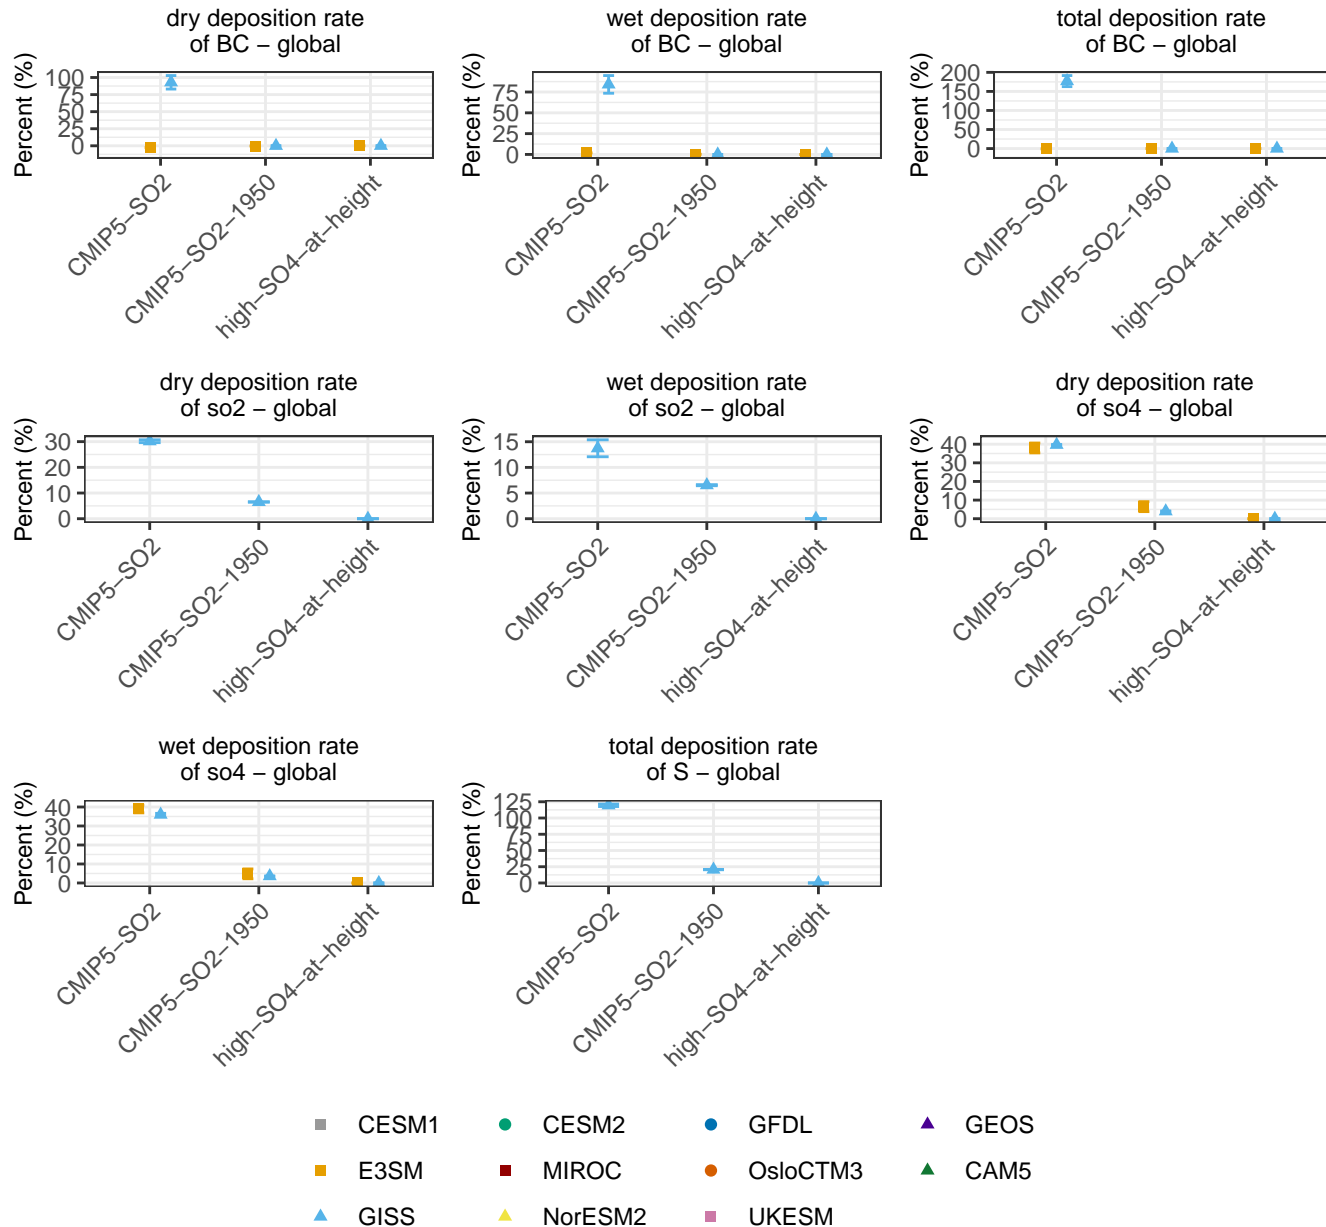 dry deposition rate
of BC − global
Percent (%)
100
75
50
25
0
CMIP5−SO2
CMIP5−SO2−1950
high−SO4−at−height
wet deposition rate
of BC − global
Percent (%)
75
50
25
0
CMIP5−SO2
CMIP5−SO2−1950
high−SO4−at−height
total deposition rate
of BC − global
Percent (%)
200
150
100
50
0
CMIP5−SO2
CMIP5−SO2−1950
high−SO4−at−height
dry deposition rate
of so2 − global
Percent (%)
30
20
10
0
CMIP5−SO2
CMIP5−SO2−1950
high−SO4−at−height
wet deposition rate
of so2 − global
Percent (%)
15
10
5
0
CMIP5−SO2
CMIP5−SO2−1950
high−SO4−at−height
dry deposition rate
of so4 − global
Percent (%)
40
30
20
10
0
CMIP5−SO2
CMIP5−SO2−1950
high−SO4−at−height
wet deposition rate
of so4 − global
Percent (%)
40
30
20
10
0
CMIP5−SO2
CMIP5−SO2−1950
high−SO4−at−height
total deposition rate
of S − global
Percent (%)
125
100
75
50
25
0
CMIP5−SO2
CMIP5−SO2−1950
high−SO4−at−height
CESM1
CESM2
GFDL
GEOS
E3SM
MIROC
OsloCTM3
CAM5
GISS
NorESM2
UKESM